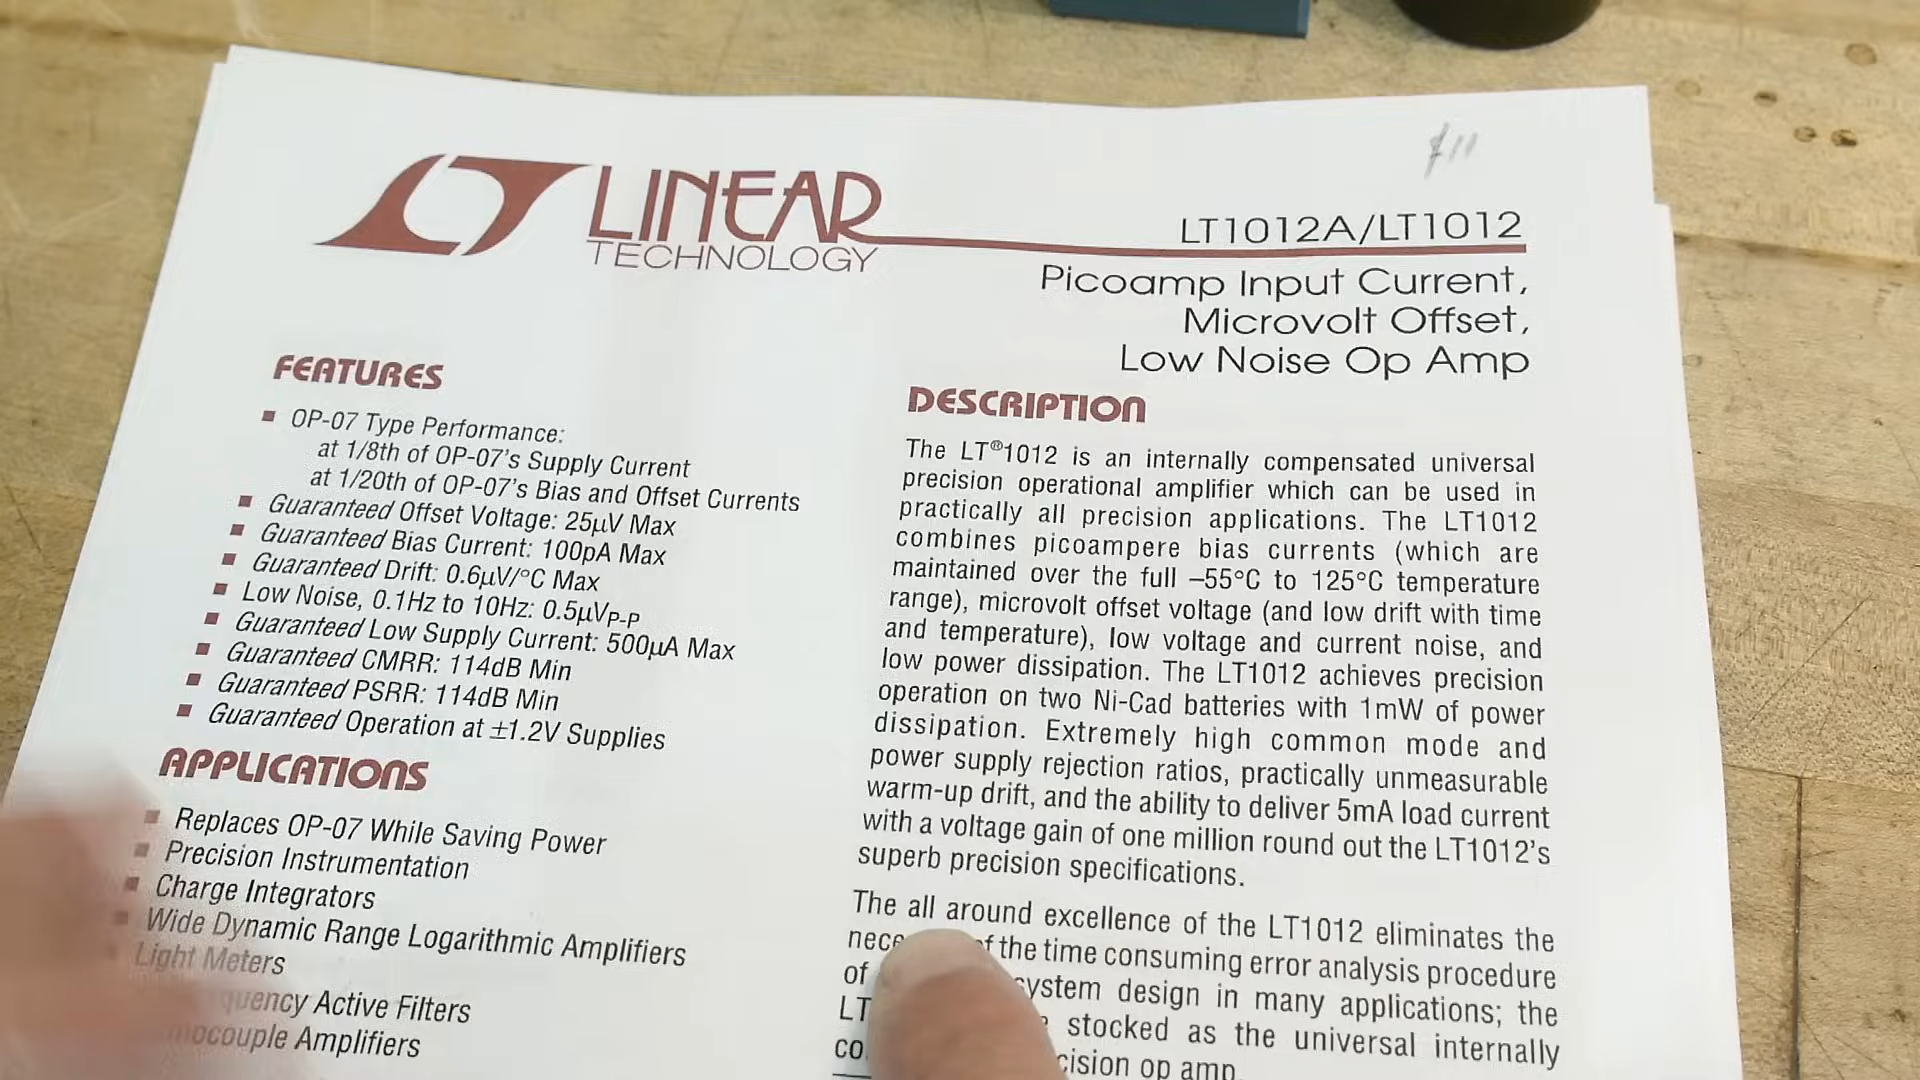 $11
LINEAR
TECHNOLOGY
LT1012A/LT1012
Picoamp Input Current,
Microvolt Offset,
Low Noise Op Amp
FEATURES
OP-07 Type Performance:
at 1/8th of OP-07's Supply Current
at 1/20th of OP-07's Bias and Offset Currents
Guaranteed Offset Voltage: 25μV Max
Guaranteed Bias Current: 100pA Max
Guaranteed Drift: 0.6μV/°C Max
Low Noise, 0.1Hz to 10Hz: 0.5μVP-P
Guaranteed Low Supply Current: 500μA Max
Guaranteed CMRR: 114dB Min
Guaranteed PSRR: 114dB Min
Guaranteed Operation at ±1.2V Supplies
APPLICATIONS
Replaces OP-07 While Saving Power
Precision Instrumentation
Charge Integrators
Wide Dynamic Range Logarithmic Amplifiers
Light Meters
Active Filters
Amplifiers
DESCRIPTION
The LT®1012 is an internally compensated universal
precision operational amplifier which can be used in
practically all precision applications. The LT1012
combines picoampere bias currents (which are
maintained over the full –55°C to 125°C temperature
range), microvolt offset voltage (and low drift with time
and temperature), low voltage and current noise, and
low power dissipation. The LT1012 achieves precision
operation on two Ni-Cad batteries with 1mW of power
dissipation. Extremely high common mode and
power supply rejection ratios, practically unmeasurable
warm-up drift, and the ability to deliver 5mA load current
with a voltage gain of one million round out the LT1012's
superb precision specifications.
The all around excellence of the LT1012 eliminates the
the time consuming error analysis procedure
of system design in many applications; the
stocked as the universal internally
op amp.